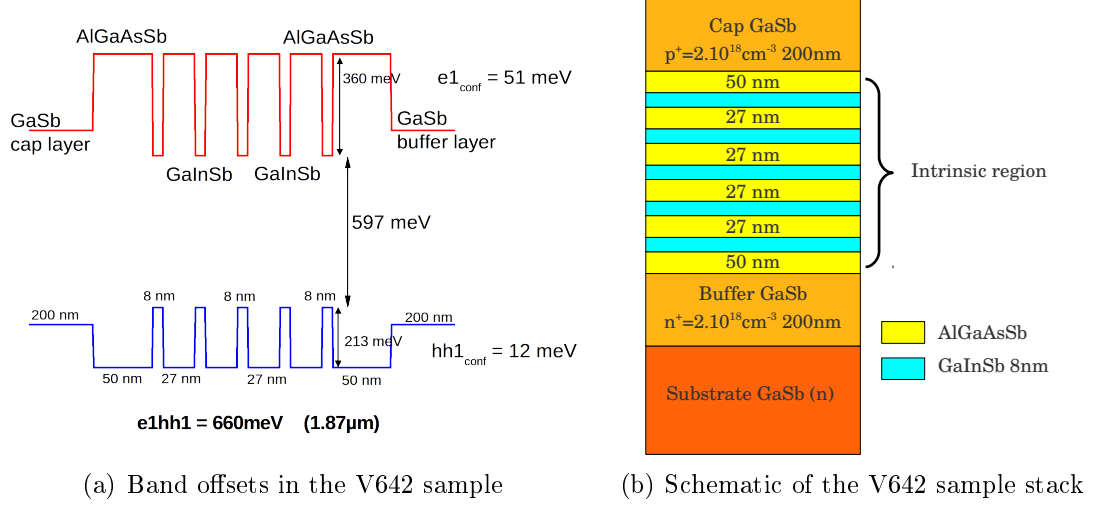 AlGaAsSb
AlGaAsSb
360 meV
e1conf = 51 meV
GaSb
cap layer
GaSb
buffer layer
GaInSb
GaInSb
597 meV
8 nm
8 nm
8 nm
200 nm
200 nm
213 meV
hh1conf = 12 meV
50 nm
27 nm
27 nm
50 nm
e1hh1 = 660meV (1.87µm)
(a) Band offsets in the V642 sample
Cap GaSb
p⁺=2.10¹⁸cm⁻³ 200nm
50 nm
27 nm
27 nm
27 nm
27 nm
50 nm
Intrinsic region
Buffer GaSb
n⁺=2.10¹⁸cm⁻³ 200nm
Substrate GaSb (n)
AlGaAsSb
GaInSb 8nm
(b) Schematic of the V642 sample stack